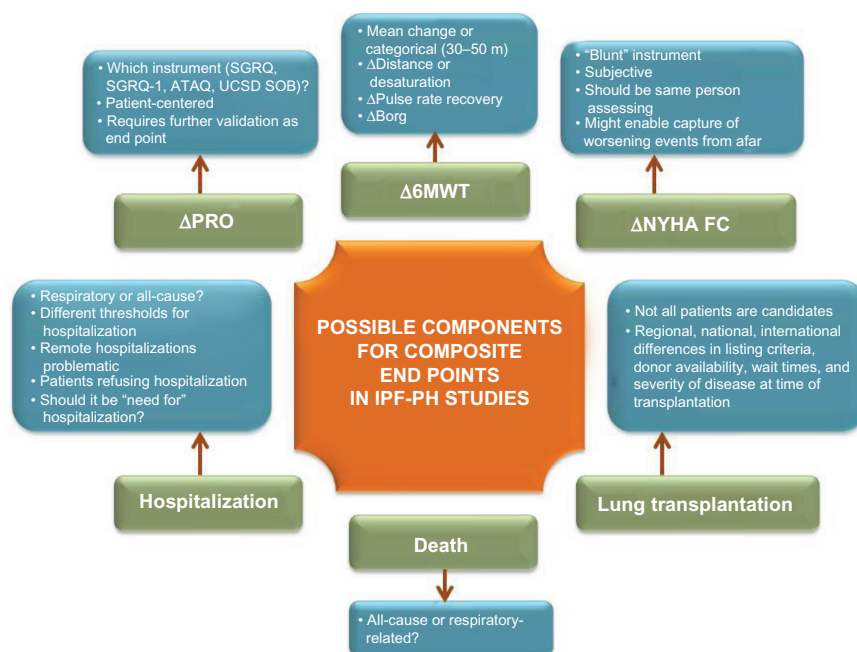 • Which instrument (SGRQ,
SGRQ-1, ATAQ, UCSD SOB)?
• Patient-centered
• Requires further validation as
end point
ΔPRO
• Mean change or
categorical (30–50 m)
• ΔDistance or
desaturation
• ΔPulse rate recovery
• ΔBorg
Δ6MWT
• “Blunt” instrument
• Subjective
• Should be same person
assessing
• Might enable capture of
worsening events from afar
ΔNYHA FC
POSSIBLE COMPONENTS
FOR COMPOSITE
END POINTS
IN IPF-PH STUDIES
• Respiratory or all-cause?
• Different thresholds for
hospitalization
• Remote hospitalizations
problematic
• Patients refusing hospitalization
• Should it be “need for”
hospitalization?
Hospitalization
• Not all patients are candidates
• Regional, national, international
differences in listing criteria,
donor availability, wait times, and
severity of disease at time of
transplantation
Lung transplantation
Death
• All-cause or respiratory-
related?